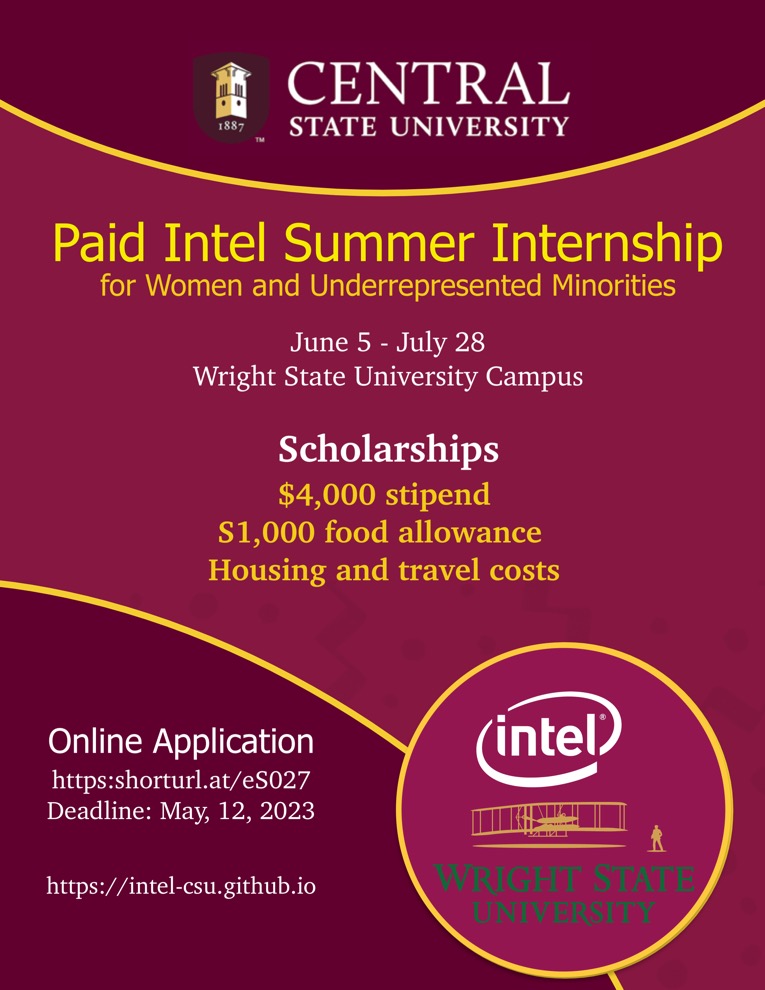 1887
TM
CENTRAL
STATE UNIVERSITY
Paid Intel Summer Internship
for Women and Underrepresented Minorities
June 5 - July 28
Wright State University Campus
Scholarships
$4,000 stipend
S1,000 food allowance
Housing and travel costs
Online Application
https:shorturl.at/eS027
Deadline: May, 12, 2023
https://intel-csu.github.io
intel®
WRIGHT STATE
UNIVERSITY